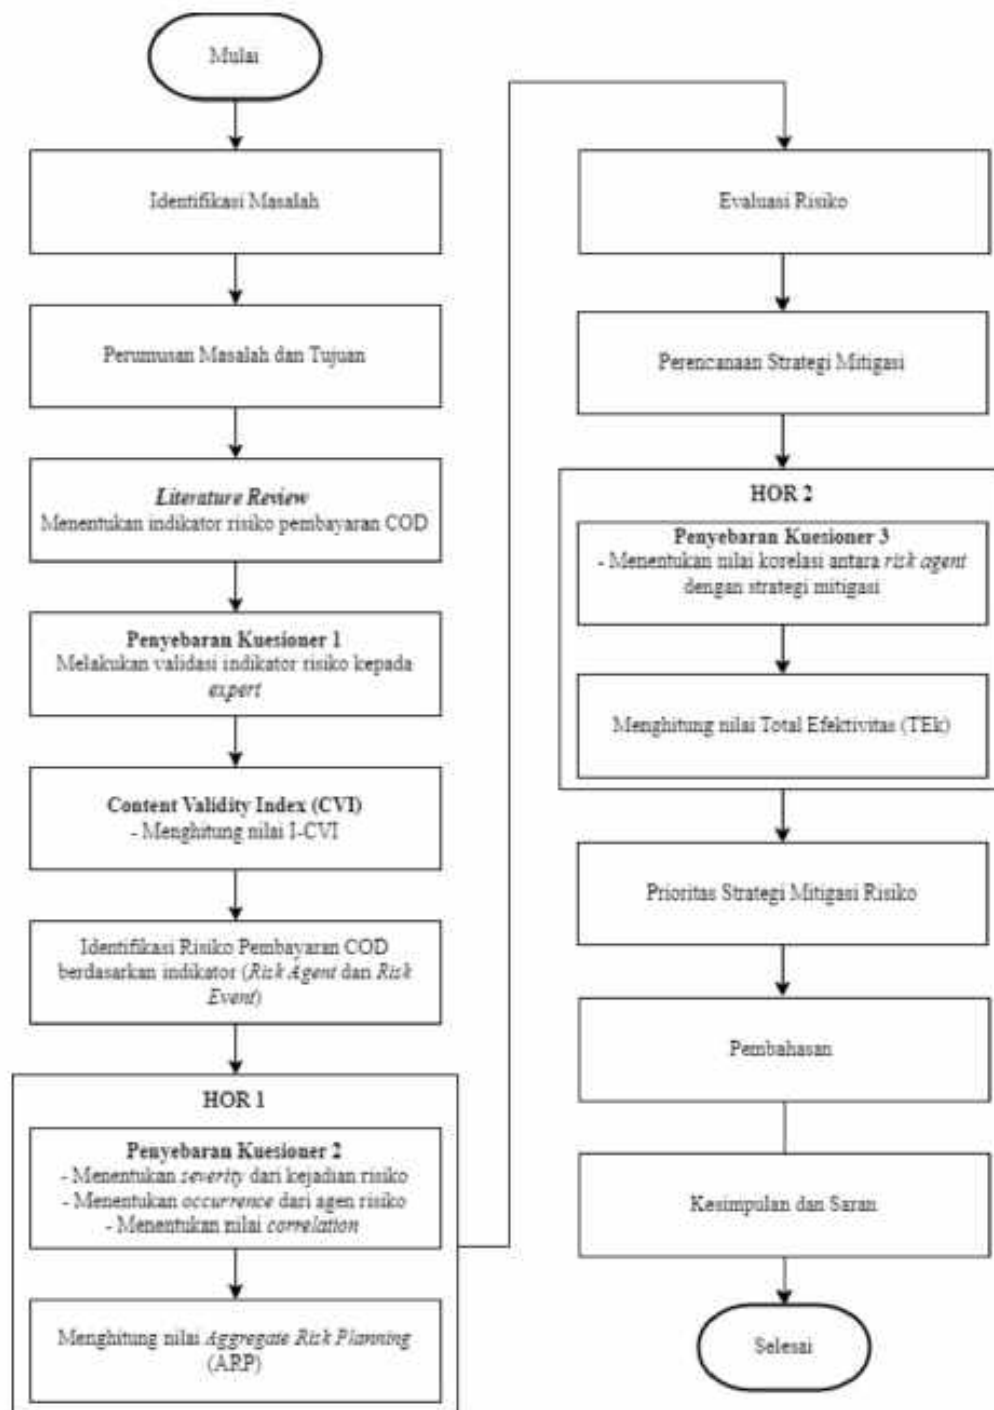 Mulai
Identifikasi Masalah
Perumusan Masalah dan Tujuan
Literature Review
Menentukan indikator risiko pembayaran COD
Penyebaran Kuesioner 1
Melakukan validasi indikator risiko kepada
expert
Content Validity Index (CVI)
- Menghitung nilai I-CVI
Identifikasi Risiko Pembayaran COD
berdasarkan indikator (Risk Agent dan Risk
Event)
HOR 1
Penyebaran Kuesioner 2
- Menentukan severity dari kejadian risiko
- Menentukan occurrence dari agen risiko
- Menentukan nilai correlation
Menghitung nilai Aggregate Risk Planning
(ARP)
Evaluasi Risiko
Perencanaan Strategi Mitigasi
HOR 2
Penyebaran Kuesioner 3
- Menentukan nilai korelasi antara risk agent
dengan strategi mitigasi
Menghitung nilai Total Efektivitas (TEk)
Prioritas Strategi Mitigasi Risiko
Pembahasan
Kesimpulan dan Saran
Selesai